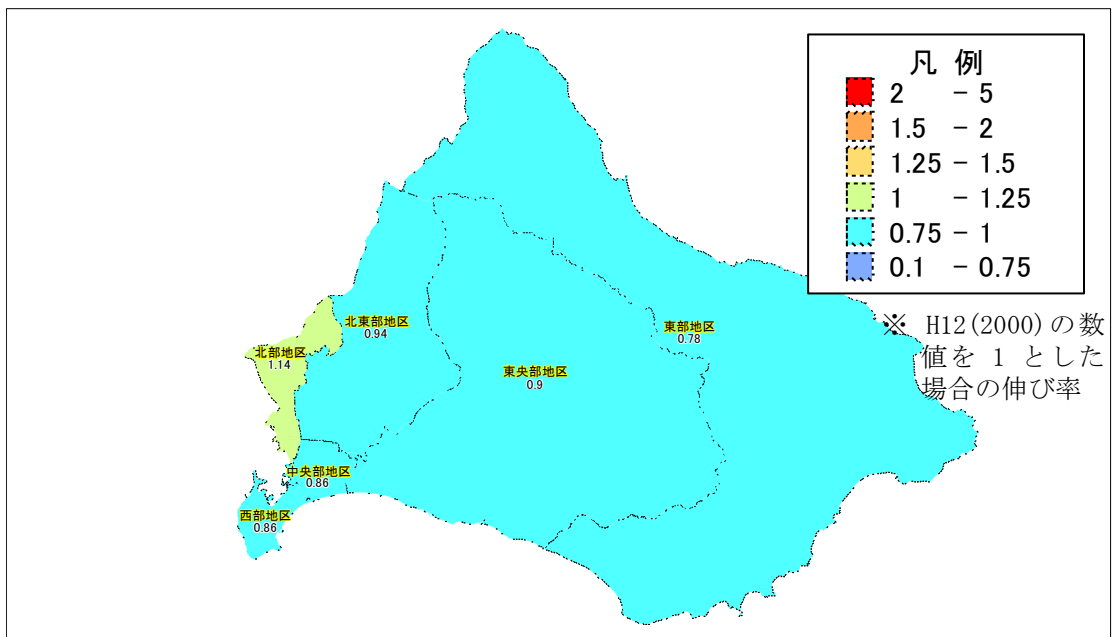 凡 例
2 - 5
1.5 - 2
1.25 - 1.5
1 - 1.25
0.75 - 1
0.1 - 0.75
※ H12(2000)の数
値を 1 とした
場合の伸び率
北東部地区
0.94
東部地区
0.78
北部地区
1.14
東央部地区
0.9
中央部地区
0.86
西部地区
0.86